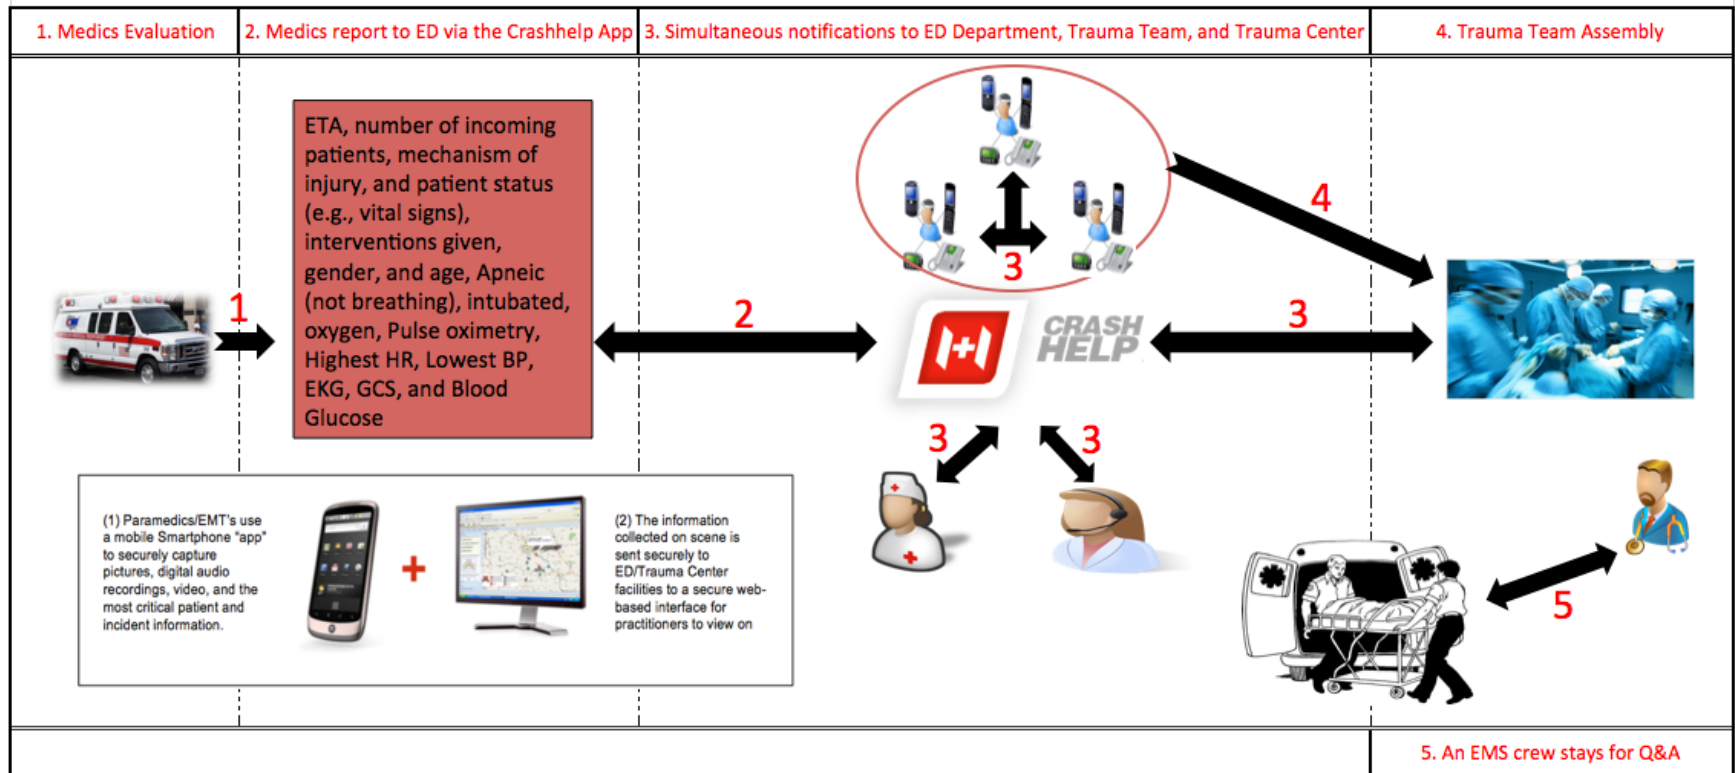 1. Medics Evaluation
2. Medics report to ED via the Crashhelp App
3. Simultaneous notifications to ED Department, Trauma Team, and Trauma Center
4. Trauma Team Assembly
ETA, number of incoming
patients, mechanism of
injury, and patient status
(e.g., vital signs),
interventions given,
gender, and age, Apneic
(not breathing), intubated,
oxygen, Pulse oximetry,
Highest HR, Lowest BP,
EKG, GCS, and Blood
Glucose
1
2
3
CRASH
HELP
3
4
3
3
(1) Paramedics/EMT's use
a mobile Smartphone "app"
to securely capture
pictures, digital audio
recordings, video, and the
most critical patient and
incident information.
+
(2) The information
collected on scene is
sent securely to
ED/Trauma Center
facilities to a secure web-
based interface for
practitioners to view on
5
5. An EMS crew stays for Q&A